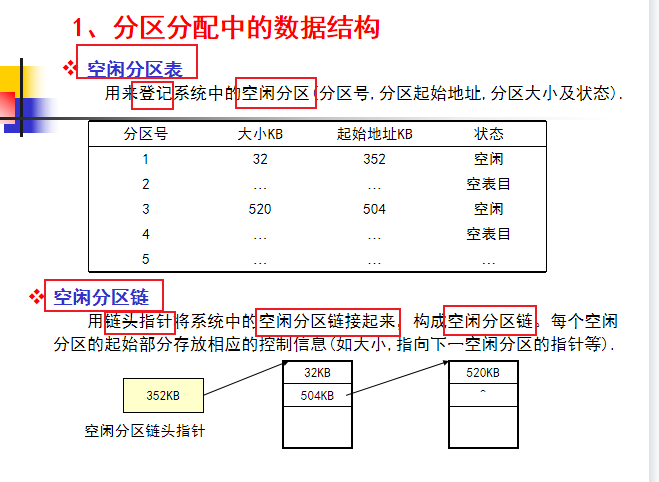 1、分区分配中的数据结构
空闲分区表
用来登记系统中的空闲分区(分区号,分区起始地址,分区大小及状态).
分区号 大小KB 起始地址KB 状态
1 32 352 空闲
2 … … 空表目
3 520 504 空闲
4 … … 空表目
5 … … …
空闲分区链
用链头指针将系统中的空闲分区链接起来，构成空闲分区链。每个空闲
分区的起始部分存放相应的控制信息(如大小,指向下一空闲分区的指针等).
32KB 520KB
352KB 504KB ^
空闲分区链头指针